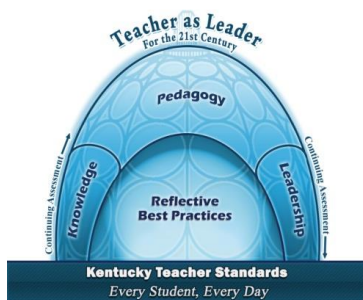 Teacher as Leader
For the 21st Century
Pedagogy
Continuing Assessment
Knowledge
Reflective
Best Practices
Leadership
Continuing Assessment
Kentucky Teacher Standards
Every Student, Every Day